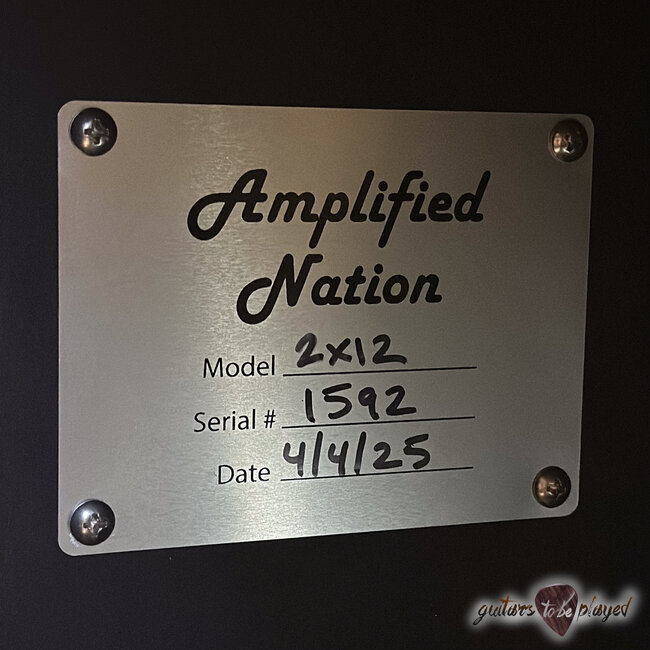 Amplified
Nation
Model 2x12
Serial # 1592
Date 4/4/25
guitars to be played